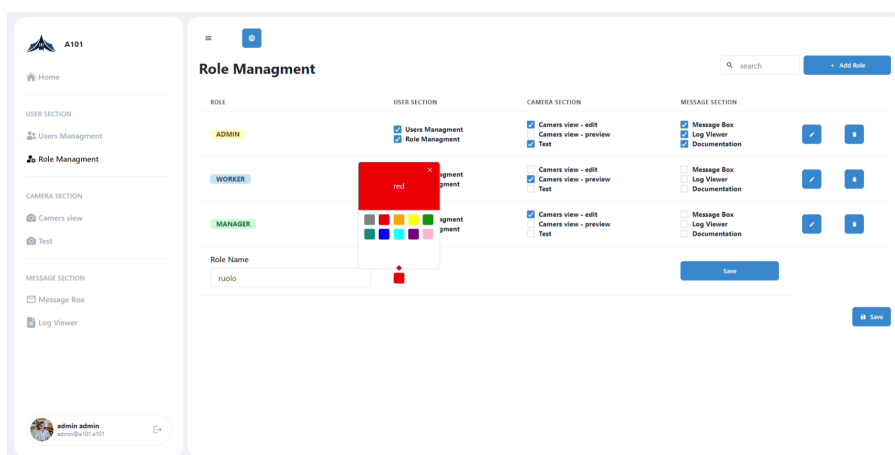 A101
Home
USER SECTION
Users Managment
Role Managment
CAMERA SECTION
Camers view
Test
MESSAGE SECTION
Message Box
Log Viewer
admin admin
admin@a101.a101
Role Managment
search
+ Add Role
ROLE USER SECTION CAMERA SECTION MESSAGE SECTION
ADMIN
Users Managment
Role Managment
Camers view - edit
Camers view - preview
Test
Message Box
Log Viewer
Documentation
WORKER
gment
gment
Camers view - edit
Camers view - preview
Test
Message Box
Log Viewer
Documentation
MANAGER
gment
gment
Camers view - edit
Camers view - preview
Test
Message Box
Log Viewer
Documentation
red
Role Name
ruolo
Save
Save